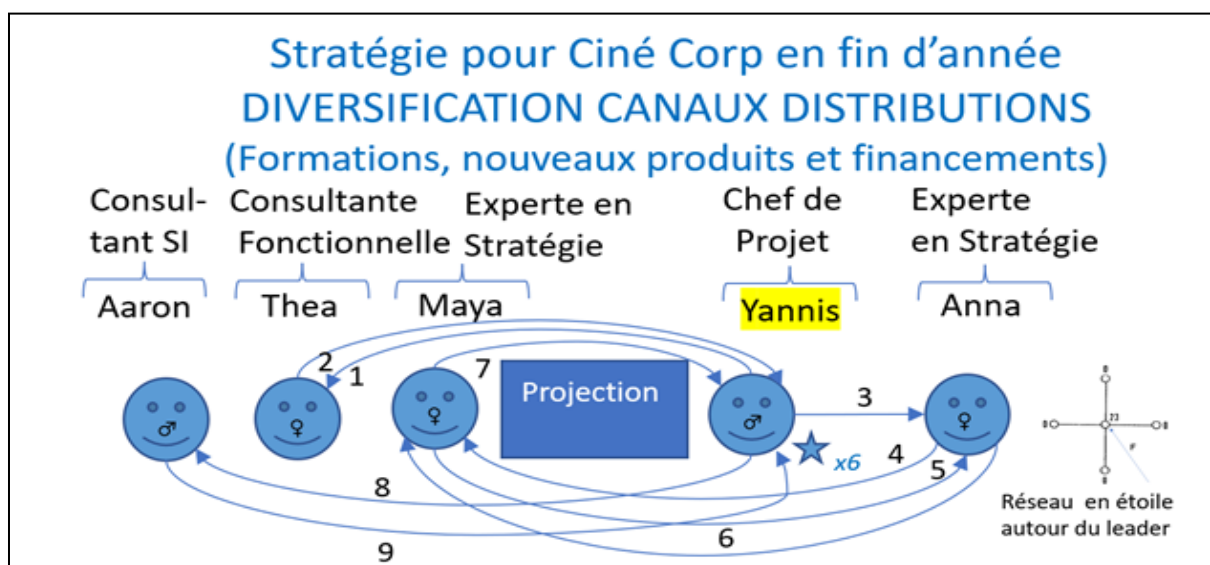 Stratégie pour Ciné Corp en fin d’année
DIVERSIFICATION CANAUX DISTRIBUTIONS
(Formations, nouveaux produits et financements)
Consul-
tant SI
Aaron
Consultante
Fonctionnelle
Thea
Experte en
Stratégie
Maya
Chef de
Projet
Yannis
Experte
en Stratégie
Anna
2
1
7
Projection
3
x6
4
5
8
6
9
♂
♀
♀
♂
♀
Réseau en étoile
autour du leader